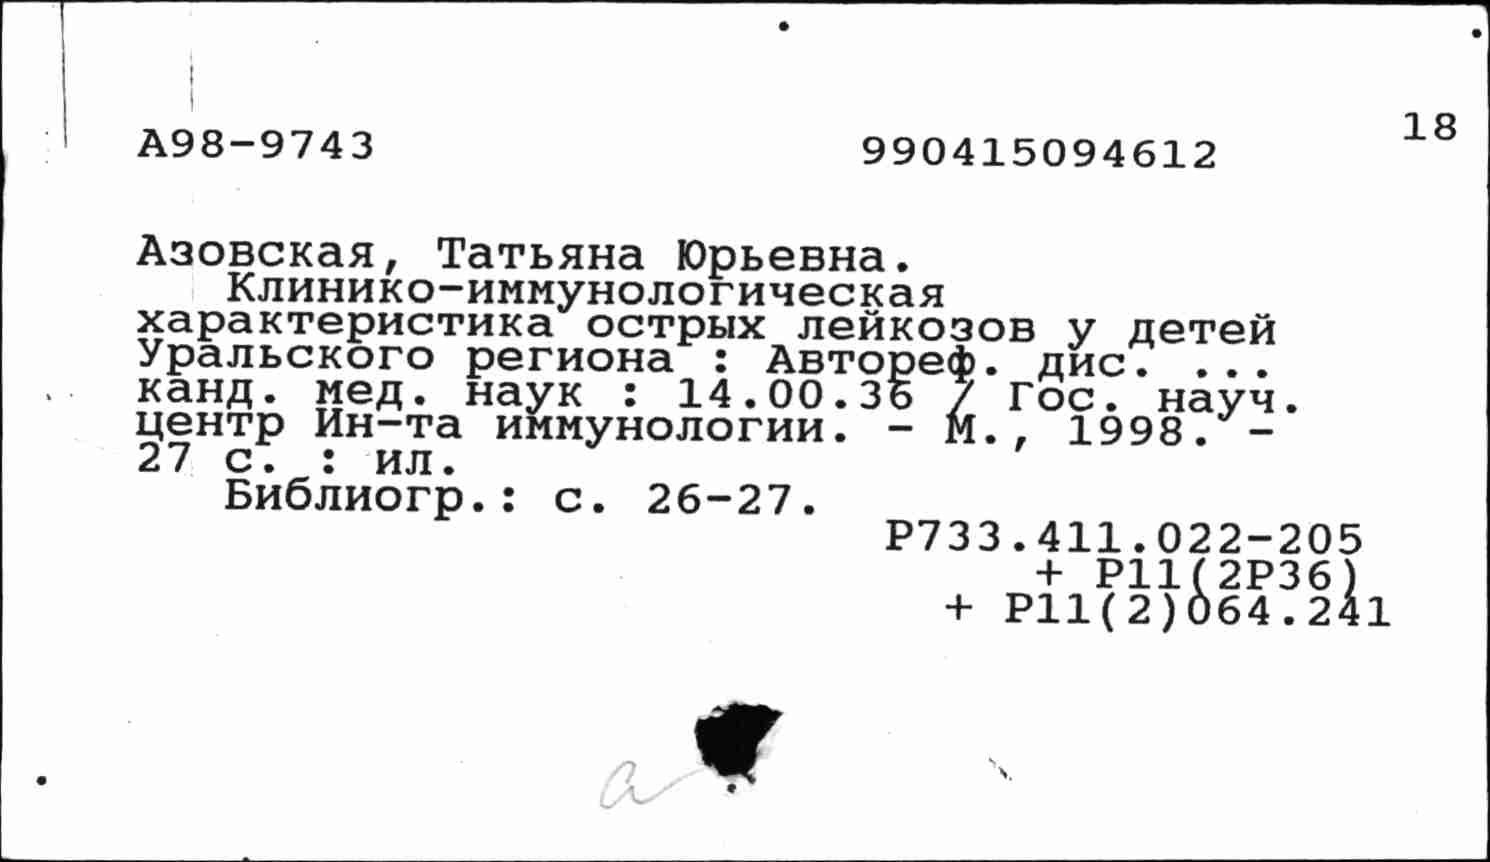 18
А98-9743 990415094612
Азовская, Татьяна Юрьевна.
Клинико-иммунологическая
характеристика острых лейкозов у детей
Уральского региона : Автореф. дис. ...
канд. мед. наук : 14.00.36 / Гос. науч.
центр Ин-та иммунологии. - М., 1998. -
27 с. : ил.
Библиогр.: с. 26-27.
Р733.411.022-205
+ Р11(2Р36)
+ Р11(2)064.241
а